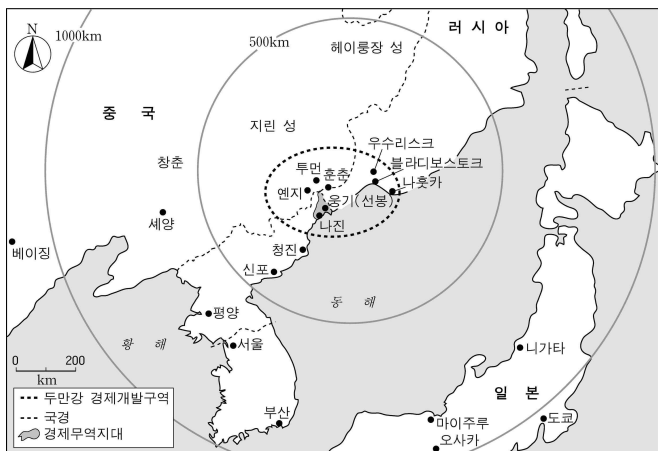 N
1000km
500km
러시아
헤이룽장 성
중국
지린 성
우수리스크
블라디보스토크
창춘
투먼
훈춘
나홋카
옌지
웅기(선봉)
나진
세양
베이징
청진
신포
동해
평양
황해
서울
니가타
일본
0
200
km
두만강 경제개발구역
국경
경제무역지대
부산
마이주루
오사카
도쿄